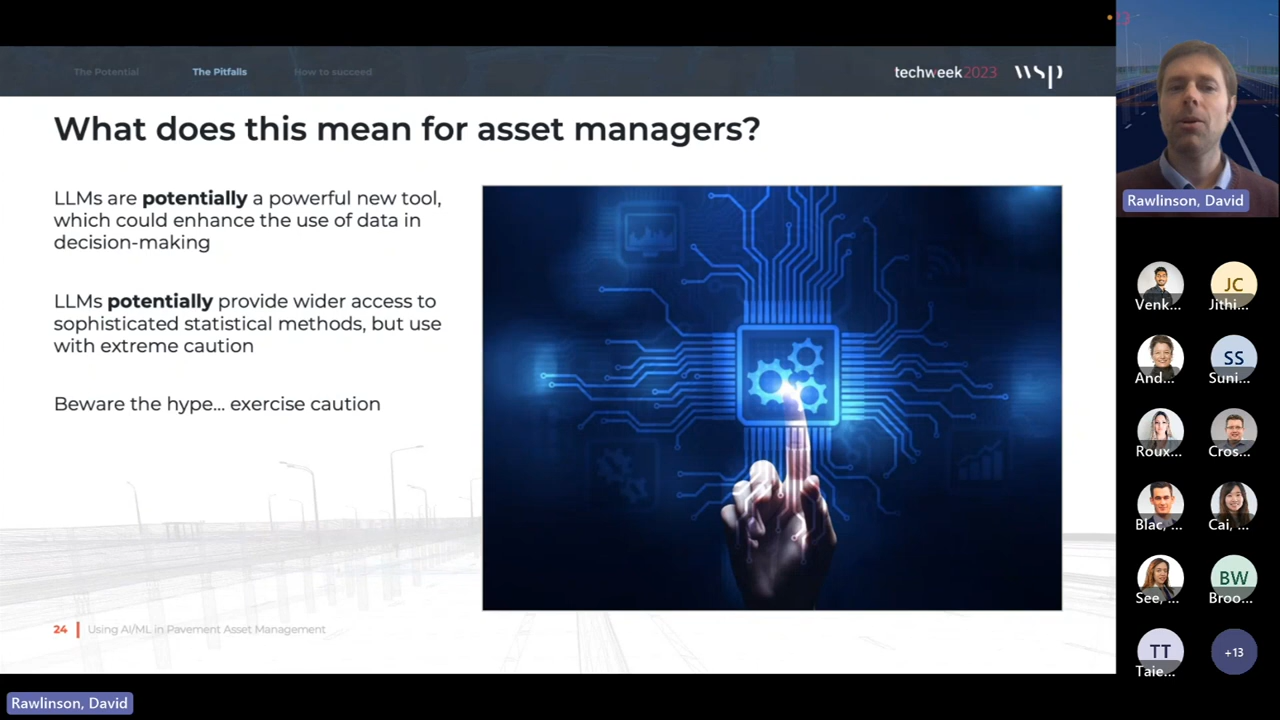 The Potential
The Pitfalls
How to succeed
techweek2023
wsp
What does this mean for asset managers?
LLMs are potentially a powerful new tool,
which could enhance the use of data in
decision-making
LLMs potentially provide wider access to
sophisticated statistical methods, but use
with extreme caution
Beware the hype... exercise caution
24
Using AI/ML in Pavement Asset Management
Rawlinson, David
Venk...
JC
Jithi...
And...
SS
Suni...
Roux...
Cros...
Blac, ...
Cai, ...
See, ...
BW
Broo...
TT
Taie...
+13
Rawlinson, David